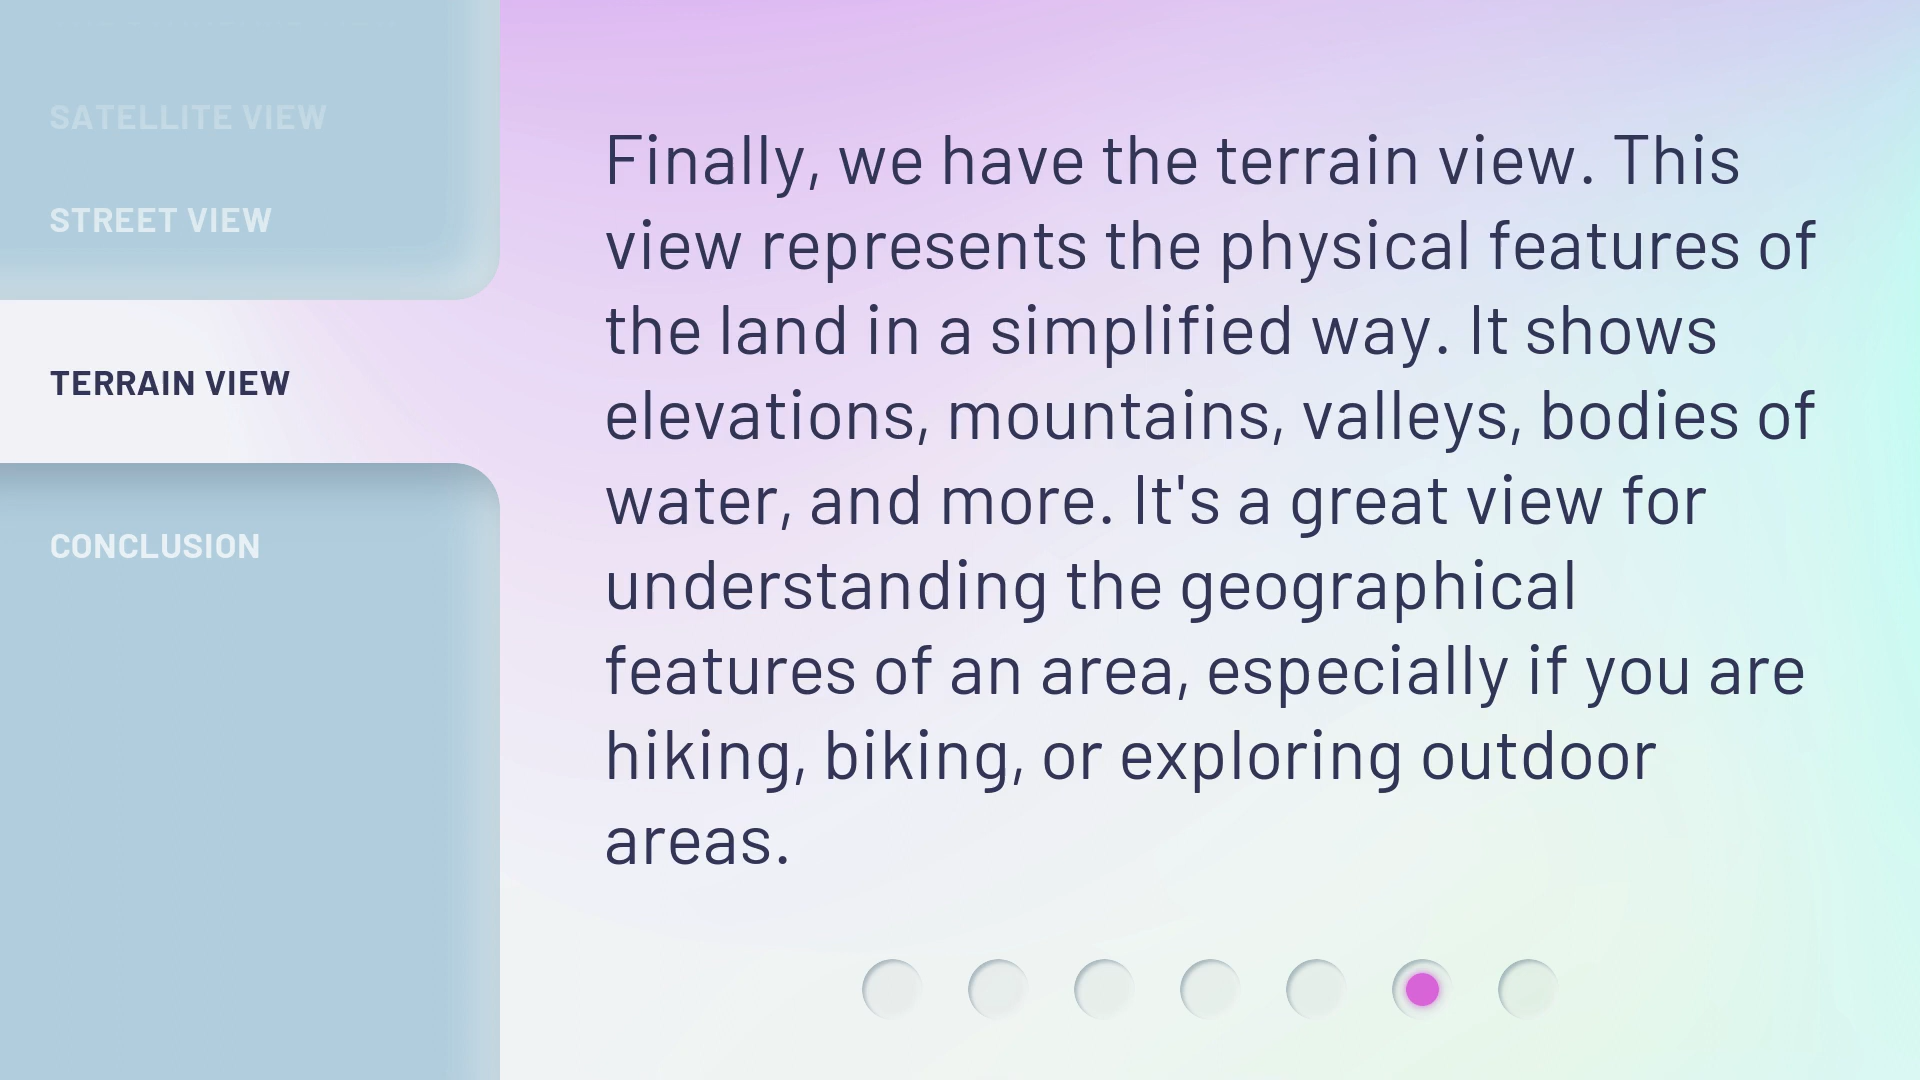 SATELLITE VIEW
STREET VIEW
TERRAIN VIEW
CONCLUSION
Finally, we have the terrain view. This
view represents the physical features of
the land in a simplified way. It shows
elevations, mountains, valleys, bodies of
water, and more. It's a great view for
understanding the geographical
features of an area, especially if you are
hiking, biking, or exploring outdoor
areas.